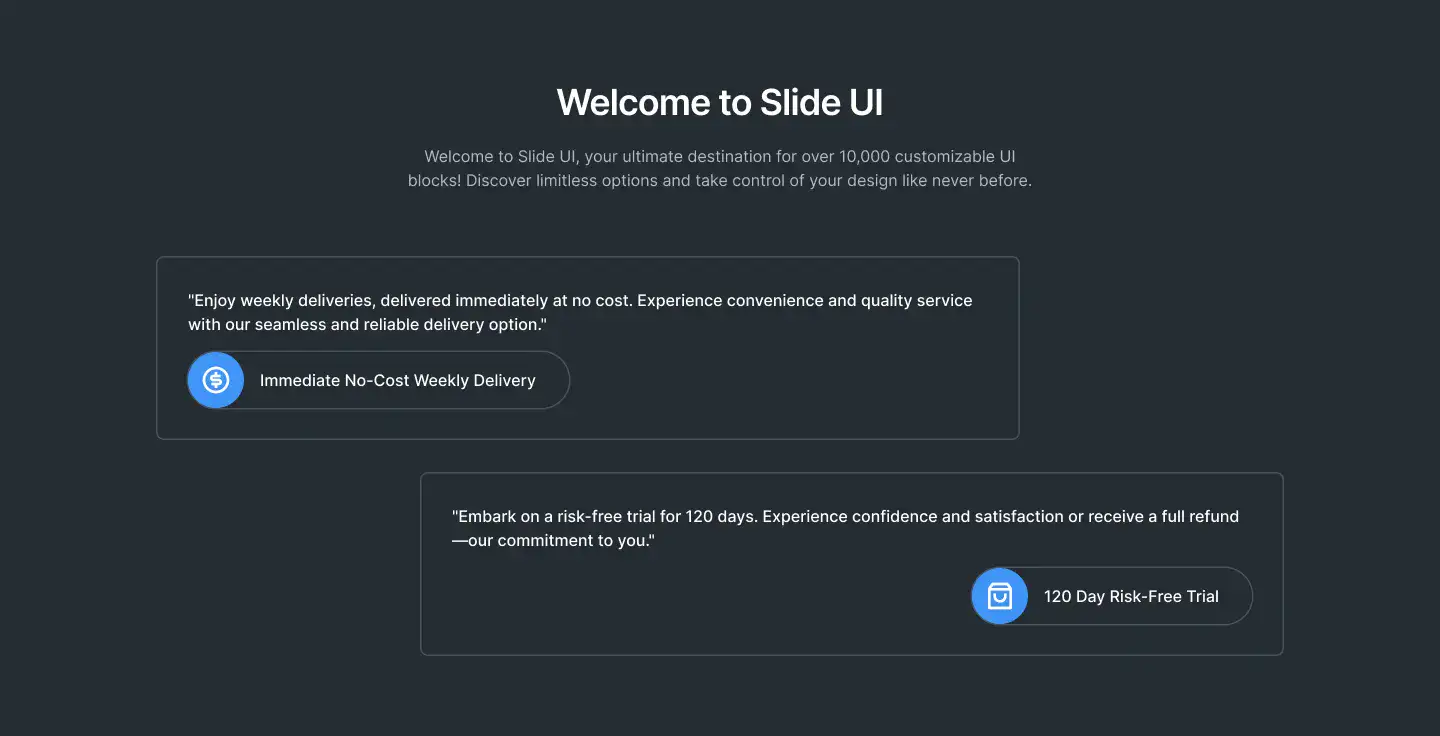 Welcome to Slide UI
Welcome to Slide UI, your ultimate destination for over 10,000 customizable UI
blocks! Discover limitless options and take control of your design like never before.
"Enjoy weekly deliveries, delivered immediately at no cost. Experience convenience and quality service
with our seamless and reliable delivery option."
Immediate No-Cost Weekly Delivery
"Embark on a risk-free trial for 120 days. Experience confidence and satisfaction or receive a full refund
—our commitment to you."
120 Day Risk-Free Trial